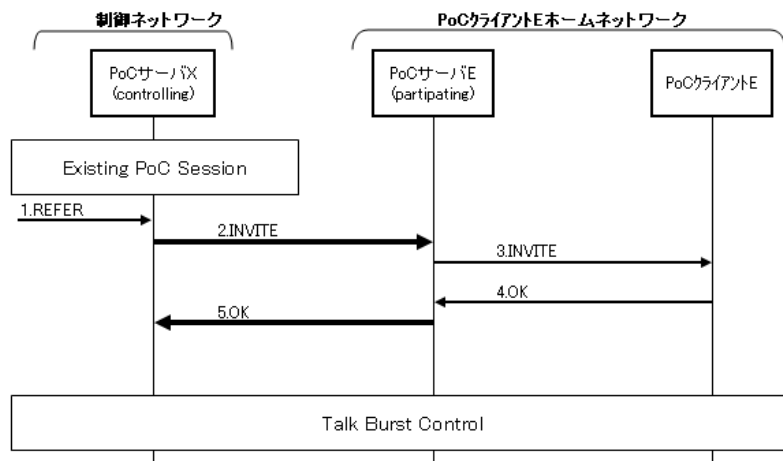 制御ネットワーク
PoCクライアントEホームネットワーク
PoCサーバX
(controlling)
PoCサーバE
(partipating)
PoCクライアントE
Existing PoC Session
1.REFER
2.INVITE
3.INVITE
4.OK
5.OK
Talk Burst Control